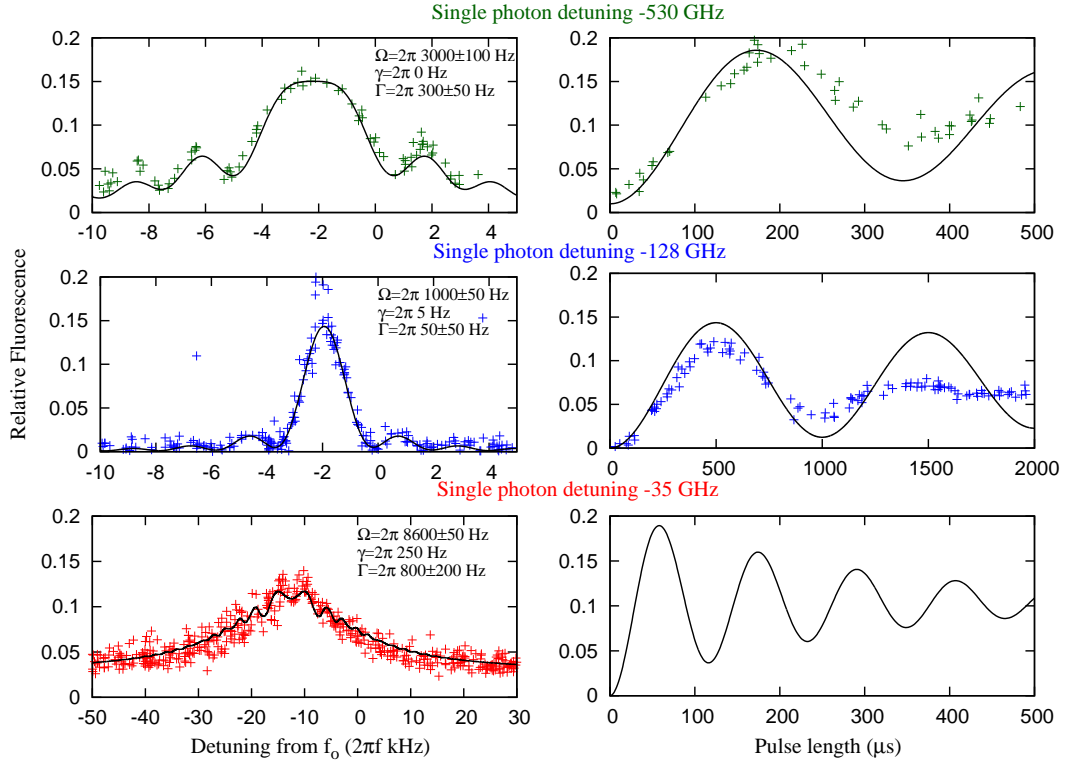 Single photon detuning -530 GHz
0.2
0.15
0.1
0.05
0
-10 -8 -6 -4 -2 0 2 4
Ω=2π 3000±100 Hz
γ=2π 0 Hz
Γ=2π 300±50 Hz
0.2
0.15
0.1
0.05
0
0 100 200 300 400 500
Single photon detuning -128 GHz
Relative Fluorescence
0.2
0.15
0.1
0.05
0
-10 -8 -6 -4 -2 0 2 4
Ω=2π 1000±50 Hz
γ=2π 5 Hz
Γ=2π 50±50 Hz
0.2
0.15
0.1
0.05
0
0 500 1000 1500 2000
Single photon detuning -35 GHz
0.2
0.15
0.1
0.05
0
-50 -40 -30 -20 -10 0 10 20 30
Ω=2π 8600±50 Hz
γ=2π 250 Hz
Γ=2π 800±200 Hz
Detuning from fo (2πf kHz)
0.2
0.15
0.1
0.05
0
0 100 200 300 400 500
Pulse length (μs)